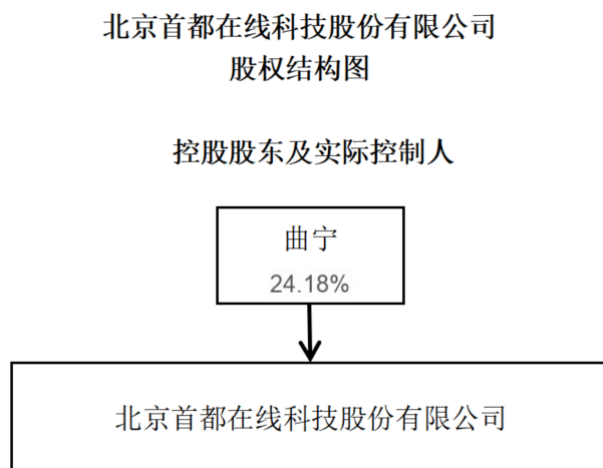 北京首都在线科技股份有限公司
股权结构图
控股股东及实际控制人
曲宁
24.18%
北京首都在线科技股份有限公司